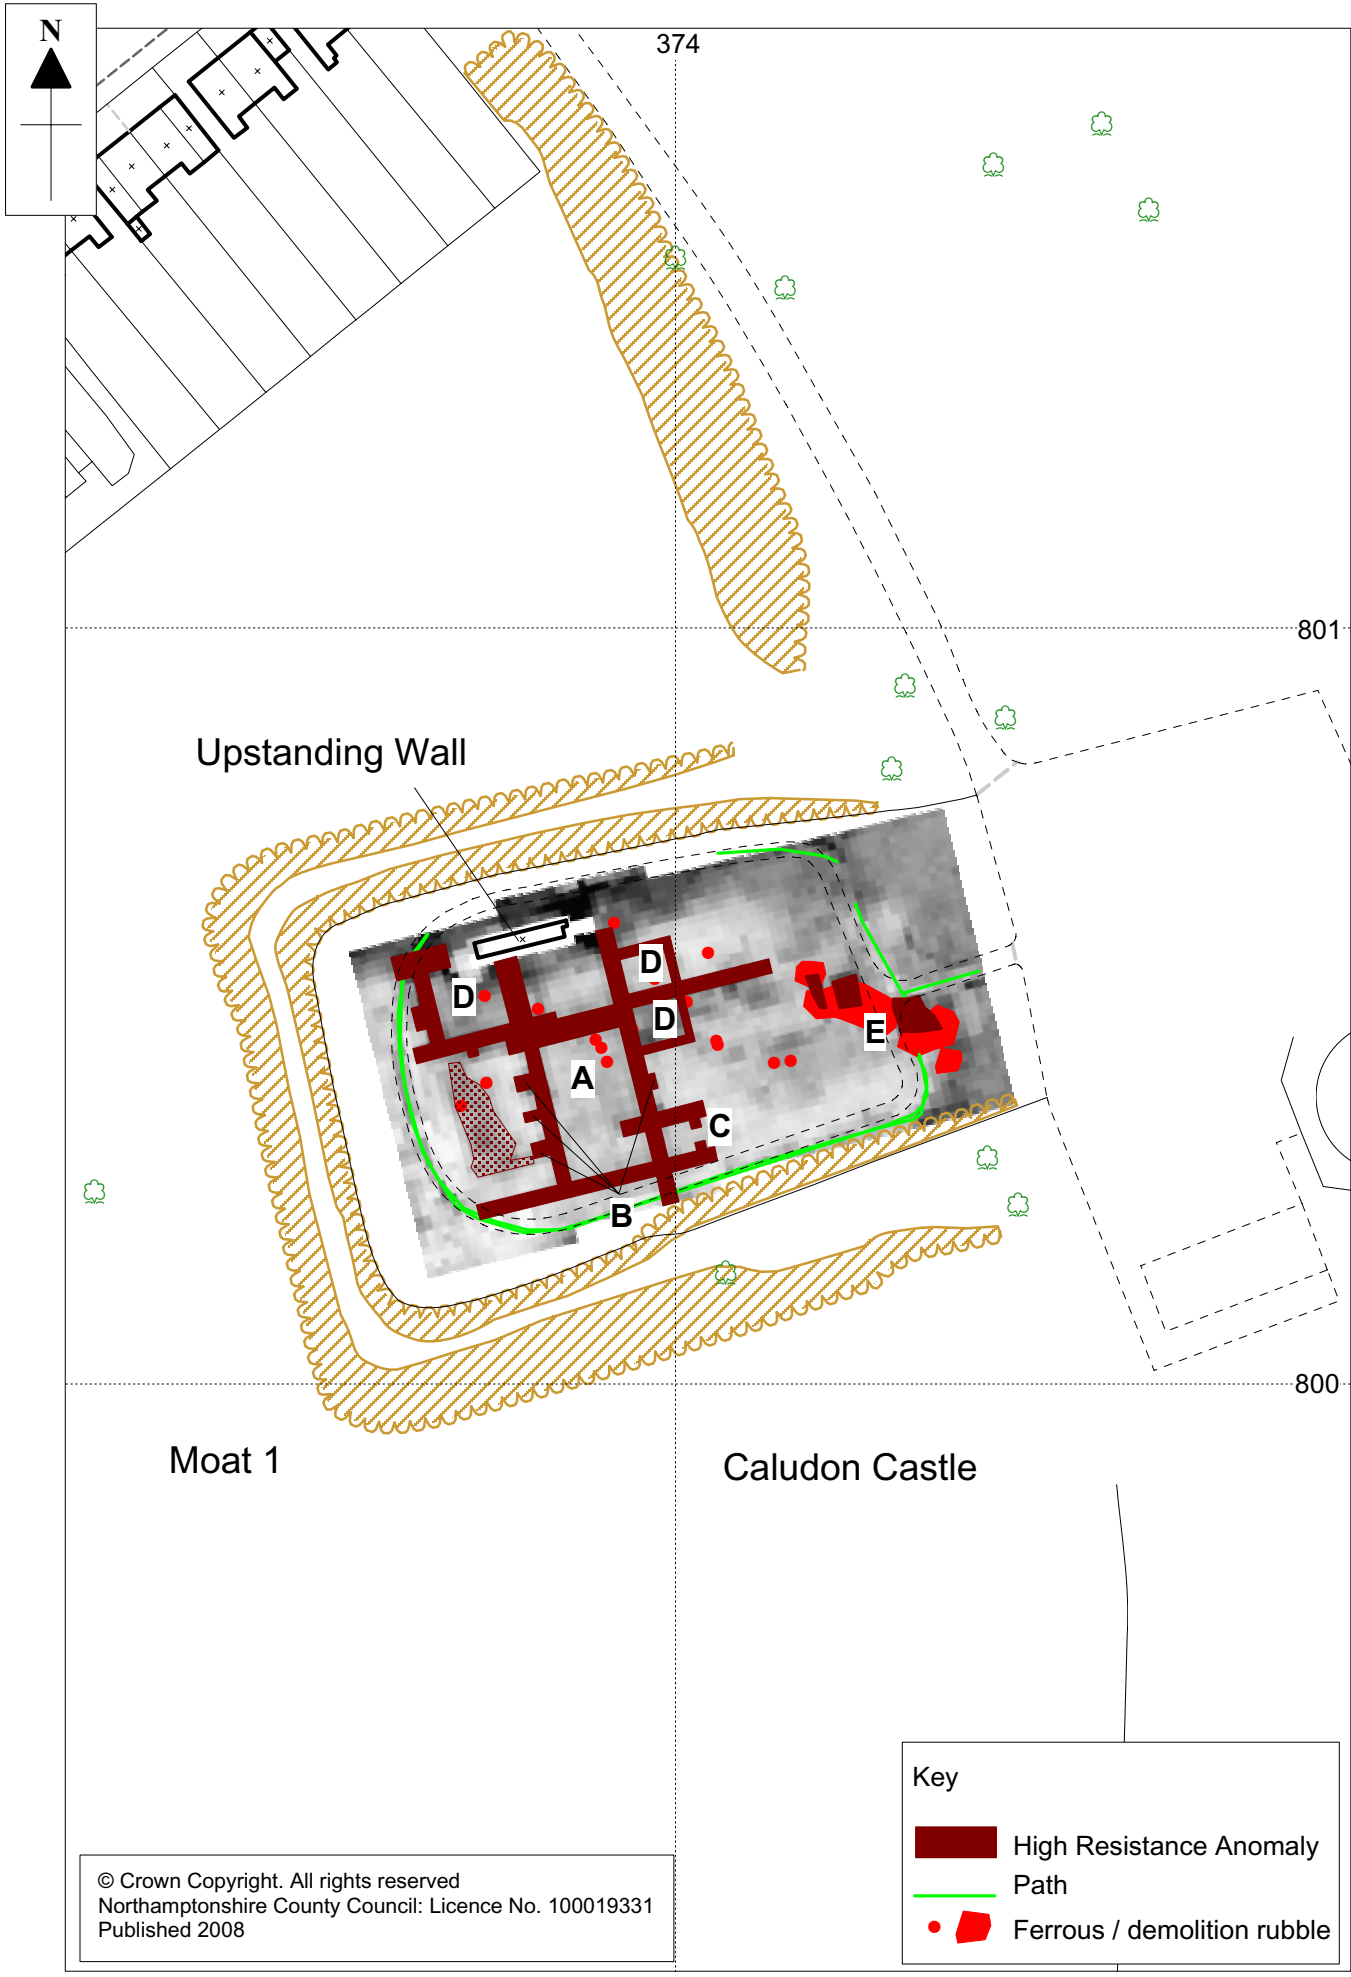 N
374
801
Upstanding Wall
D
D
D
E
A
C
B
800
Moat 1
Caludon Castle
Key
High Resistance Anomaly
Path
Ferrous / demolition rubble
© Crown Copyright. All rights reserved
Northamptonshire County Council: Licence No. 100019331
Published 2008